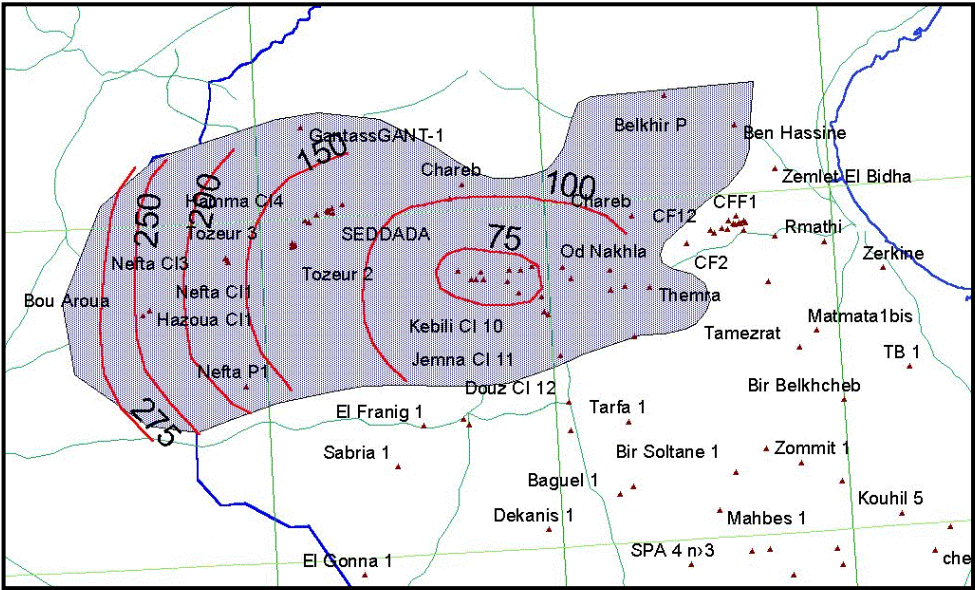 Belkhir P
Ben Hassine
GantassGANT-1
150
Chareb
Zemlet El Bidha
100
Hamma CI4
200
Chareb
CFF1
CF12
250
Tozeur 3
SEDDADA
75
Rmathi
Od Nakhla
Zerkine
Nefta CI3
CF2
Tozeur 2
Bou Aroua
Nefta CI1
Themra
Hazoua CI1
Kebili CI 10
Matmata1bis
Tamezrat
TB 1
Jemna CI 11
Nefta P1
Douz CI 12
Bir Belkhcheb
275
El Franig 1
Tarfa 1
Sabria 1
Bir Soltane 1
Zommit 1
Baguel 1
Kouhil 5
Dekanis 1
Mahbes 1
SPA 4 n›3
El Gonna 1
che